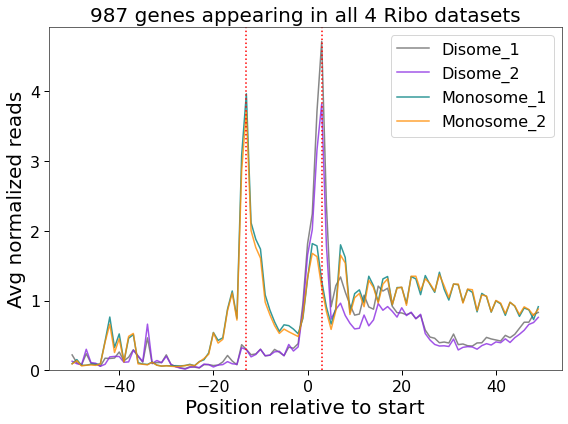 987 genes appearing in all 4 Ribo datasets
Disome_1
Disome_2
Monosome_1
Monosome_2
Avg normalized reads
4
3
2
1
0
−40
−20
0
20
40
Position relative to start